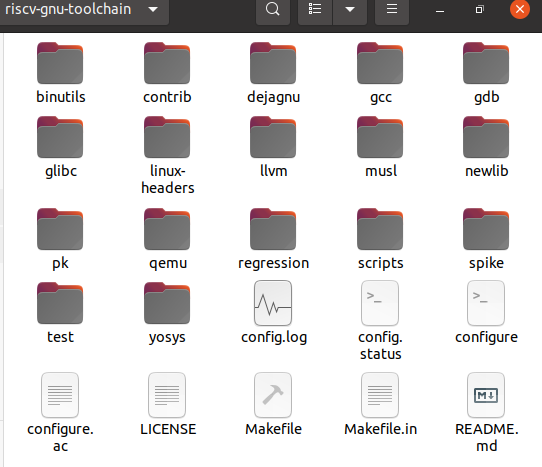 riscv-gnu-toolchain
binutils contrib dejagnu gcc gdb
glibc linux- llvm musl newlib
headers
pk qemu regression scripts spike
test yosys config.log config. configure
status
configure. LICENSE Makefile Makefile.in README.
ac md